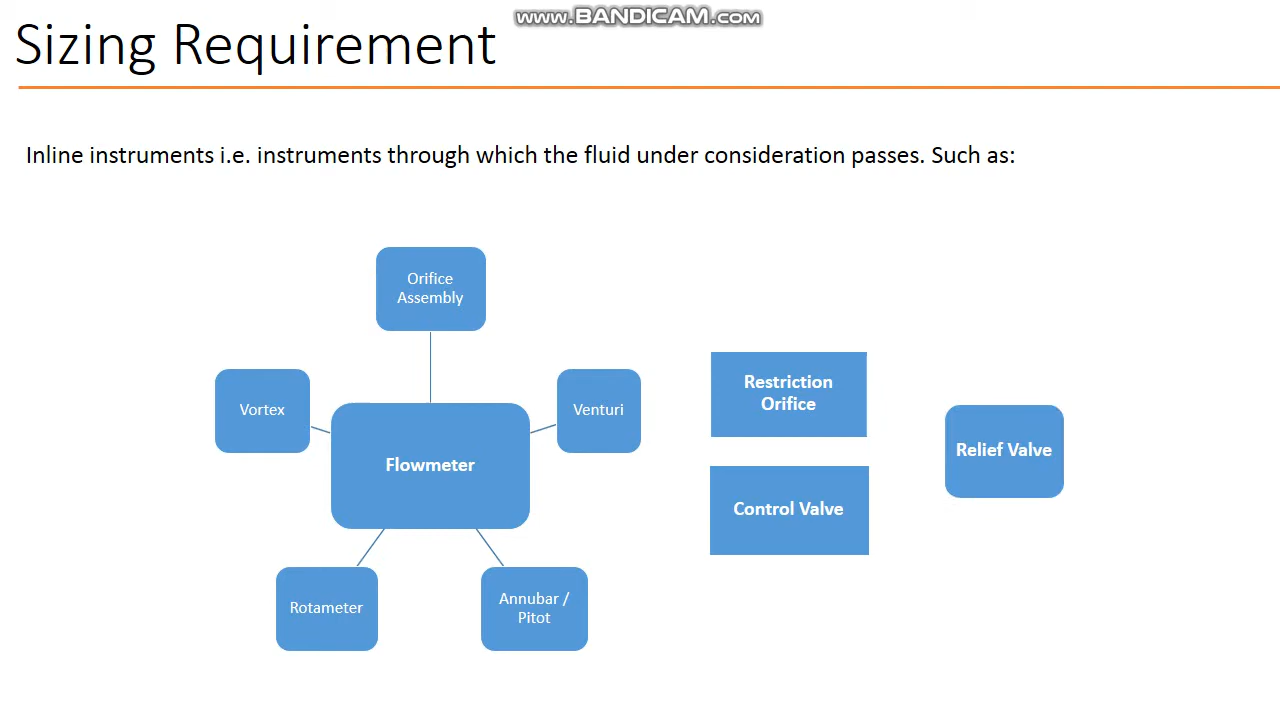 www.BANDICAM.com
Sizing Requirement
Inline instruments i.e. instruments through which the fluid under consideration passes. Such as:
Orifice
Assembly
Vortex
Venturi
Flowmeter
Rotameter
Annubar /
Pitot
Restriction
Orifice
Control Valve
Relief Valve